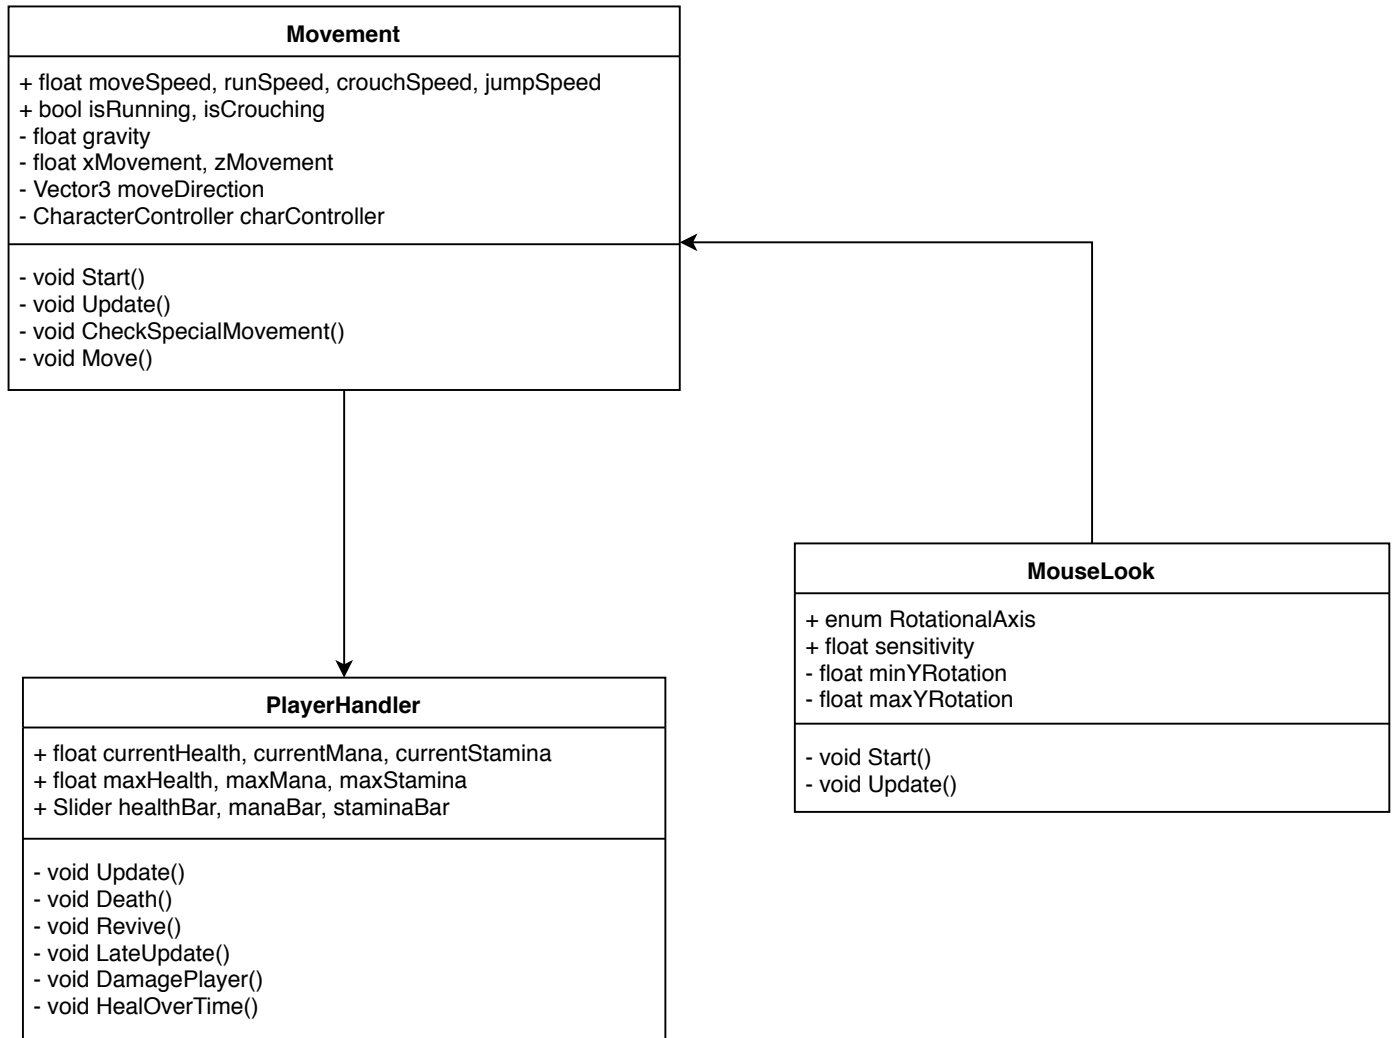 Movement
+ float moveSpeed, runSpeed, crouchSpeed, jumpSpeed
+ bool isRunning, isCrouching
- float gravity
- float xMovement, zMovement
- Vector3 moveDirection
- CharacterController charController
- void Start()
- void Update()
- void CheckSpecialMovement()
- void Move()
MouseLook
+ enum RotationalAxis
+ float sensitivity
- float minYRotation
- float maxYRotation
- void Start()
- void Update()
PlayerHandler
+ float currentHealth, currentMana, currentStamina
+ float maxHealth, maxMana, maxStamina
+ Slider healthBar, manaBar, staminaBar
- void Update()
- void Death()
- void Revive()
- void LateUpdate()
- void DamagePlayer()
- void HealOverTime()